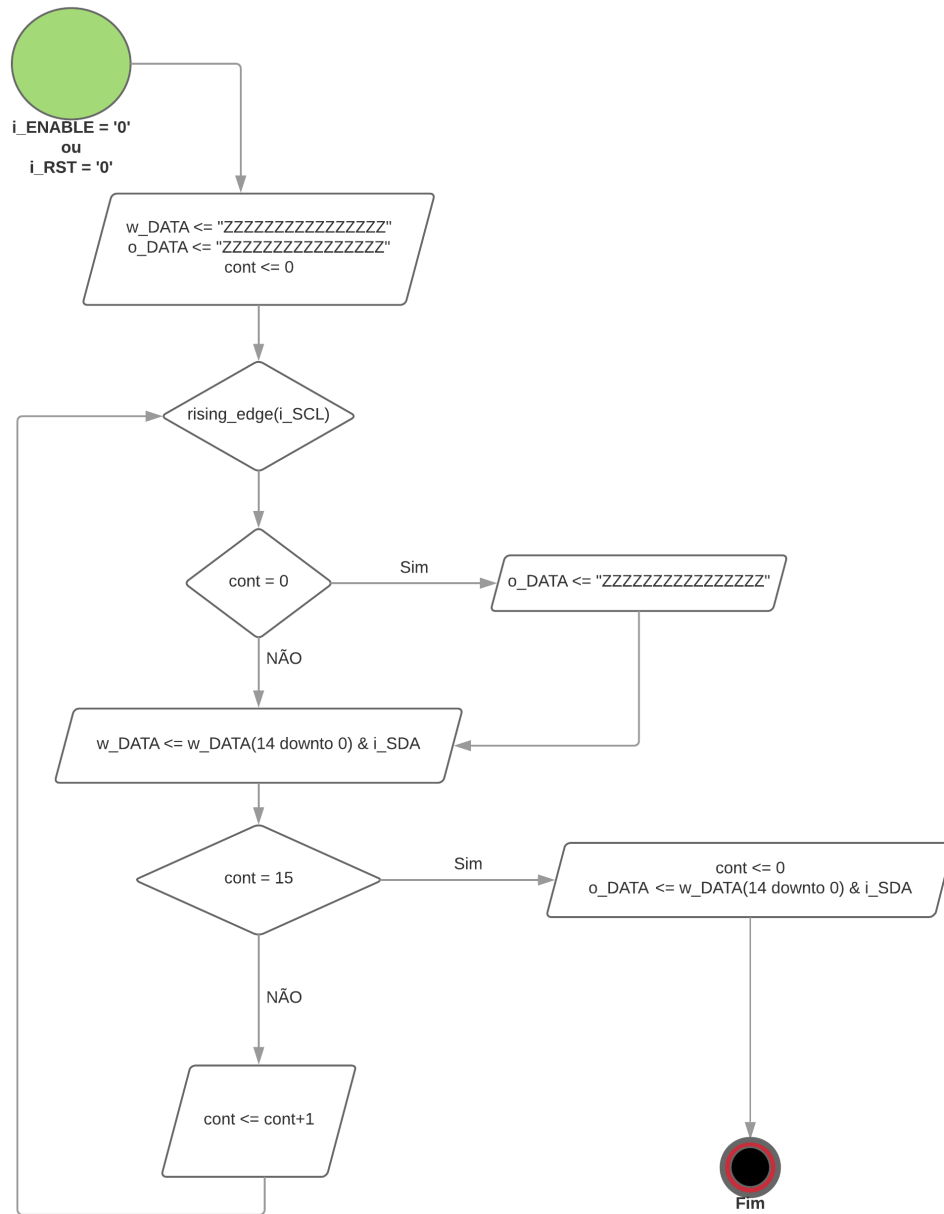 i_ENABLE = '0'
ou
i_RST = '0'
w_DATA <= "ZZZZZZZZZZZZZZZZ"
o_DATA <= "ZZZZZZZZZZZZZZZZ"
cont <= 0
rising_edge(i_SCL)
cont = 0
Sim
o_DATA <= "ZZZZZZZZZZZZZZZZ"
NÃO
w_DATA <= w_DATA(14 downto 0) & i_SDA
cont = 15
Sim
cont <= 0
o_DATA <= w_DATA(14 downto 0) & i_SDA
NÃO
cont <= cont+1
Fim